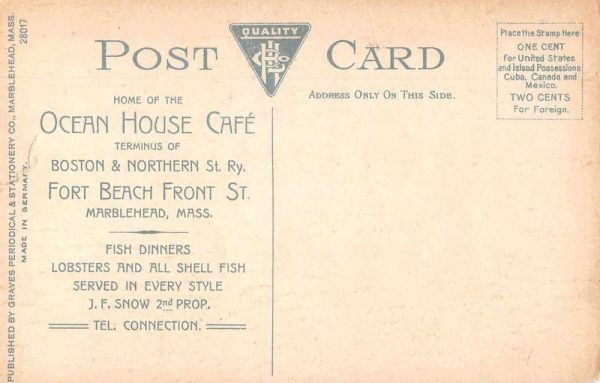 POST CARD
QUALITY
ADDRESS ONLY ON THIS SIDE.
Place the Stamp Here
ONE CENT
for United States
and Island Possessions
Cuba, Canada and
Mexico.
TWO CENTS
For Foreign.
HOME OF THE
OCEAN HOUSE CAFÉ
TERMINUS OF
BOSTON & NORTHERN St. Ry.
FORT BEACH FRONT ST.
MARBLEHEAD, MASS.
FISH DINNERS
LOBSTERS AND ALL SHELL FISH
SERVED IN EVERY STYLE
J. F. SNOW 2nd PROP.
TEL: CONNECTION.
PUBLISHED BY GRAVES PERIODICAL & STATIONERY CO., MARBLEHEAD, MASS.
MADE IN GERMANY.
28017